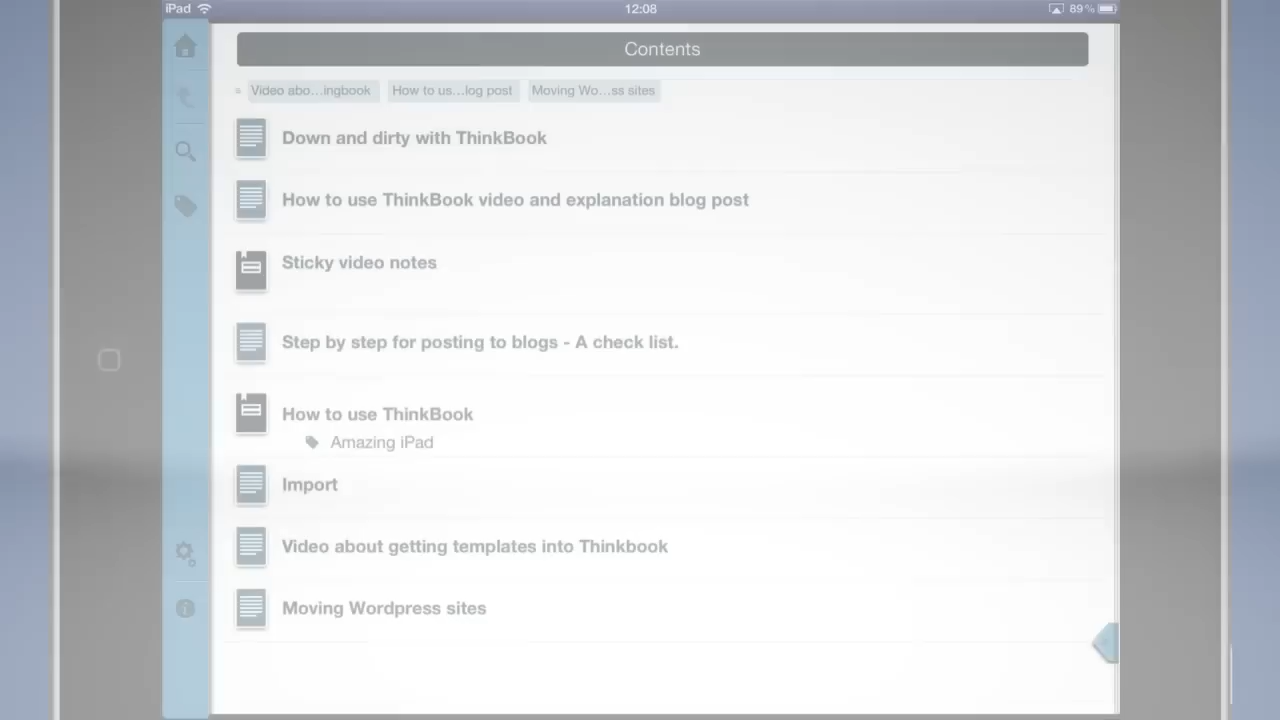 iPad 12:08 89%
Contents
Video abo...ingbook How to us...log post Moving Wo...ss sites
Down and dirty with ThinkBook
How to use ThinkBook video and explanation blog post
Sticky video notes
Step by step for posting to blogs - A check list.
How to use ThinkBook
Amazing iPad
Import
Video about getting templates into Thinkbook
Moving Wordpress sites